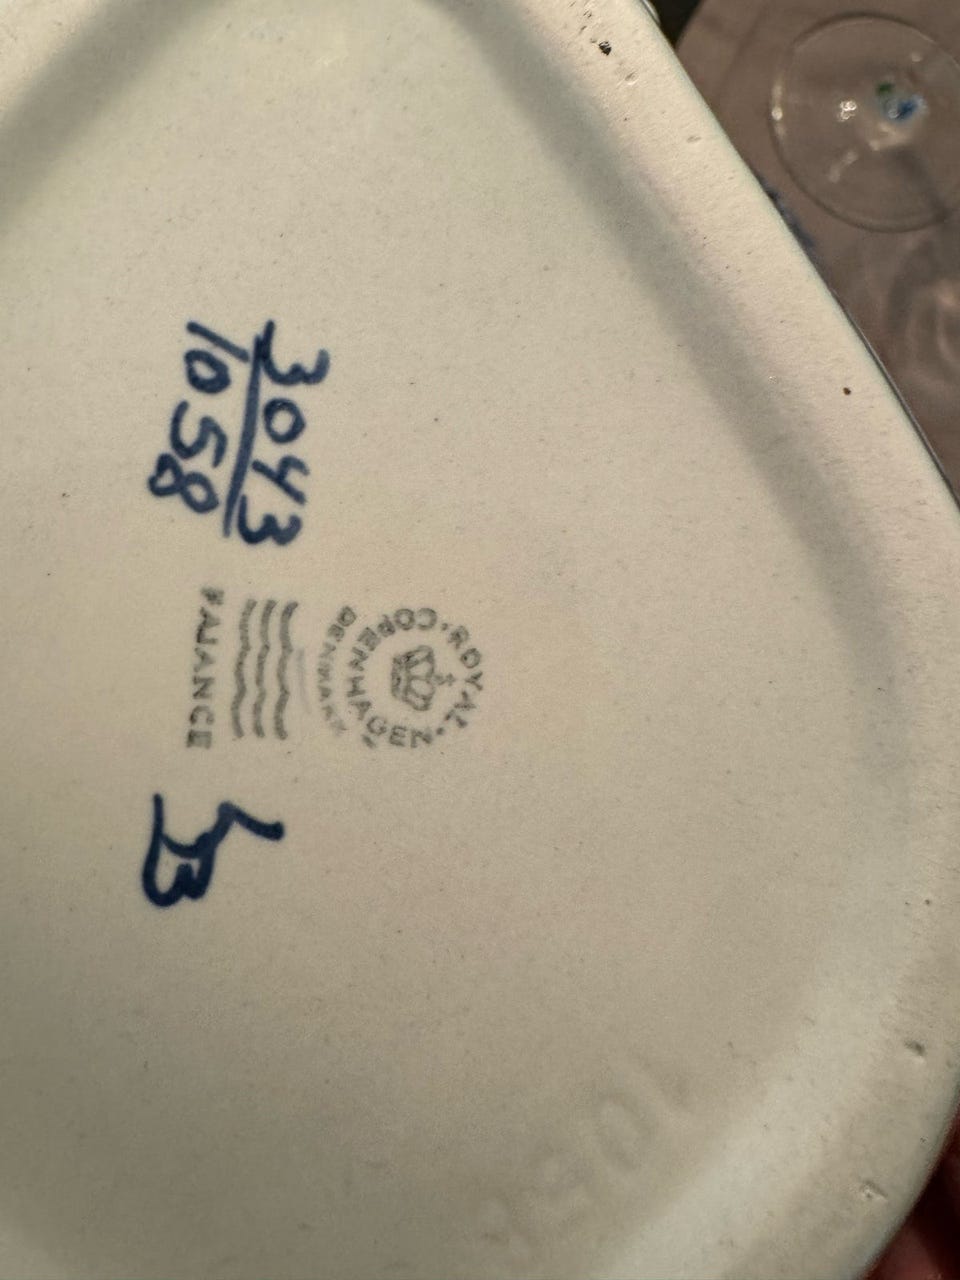 3043
1058
ROYAL COPENHAGEN
DENMARK
FAJANCE